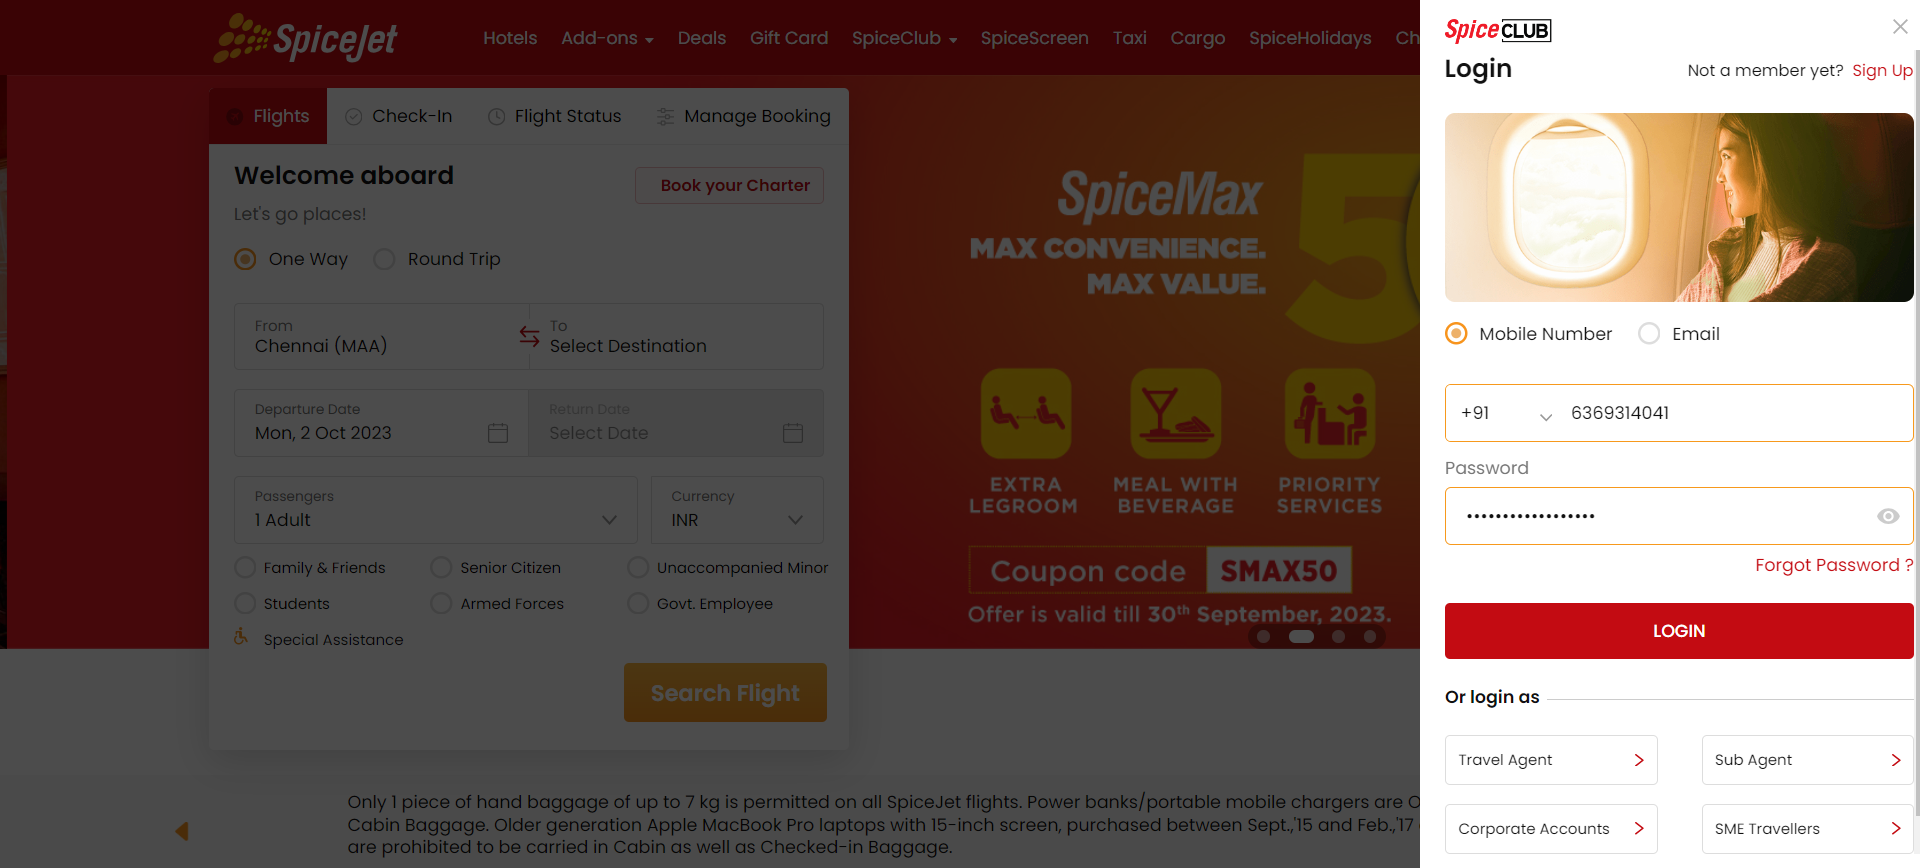 SpiceJet
Hotels Add-ons Deals Gift Card SpiceClub SpiceScreen Taxi Cargo SpiceHolidays Ch
Flights Check-In Flight Status Manage Booking
Welcome aboard
Book your Charter
Let's go places!
One Way Round Trip
From
Chennai (MAA)
To
Select Destination
Departure Date
Mon, 2 Oct 2023
Return Date
Select Date
Passengers
1 Adult
Currency
INR
Family & Friends Senior Citizen Unaccompanied Minor
Students Armed Forces Govt. Employee
Special Assistance
Search Flight
SpiceMax
MAX CONVENIENCE.
MAX VALUE.
5
EXTRA
LEGROOM
MEAL WITH
BEVERAGE
PRIORITY
SERVICES
Coupon code SMAX50
Offer is valid till 30th September, 2023.
Only 1 piece of hand baggage of up to 7 kg is permitted on all SpiceJet flights. Power banks/portable mobile chargers are O
Cabin Baggage. Older generation Apple MacBook Pro laptops with 15-inch screen, purchased between Sept.,'15 and Feb.,'17
are prohibited to be carried in Cabin as well as Checked-in Baggage.
SpiceCLUB
Login
Not a member yet? Sign Up
Mobile Number Email
+91 6369314041
Password
••••••••••••••••••
Forgot Password ?
LOGIN
Or login as
Travel Agent Sub Agent
Corporate Accounts SME Travellers